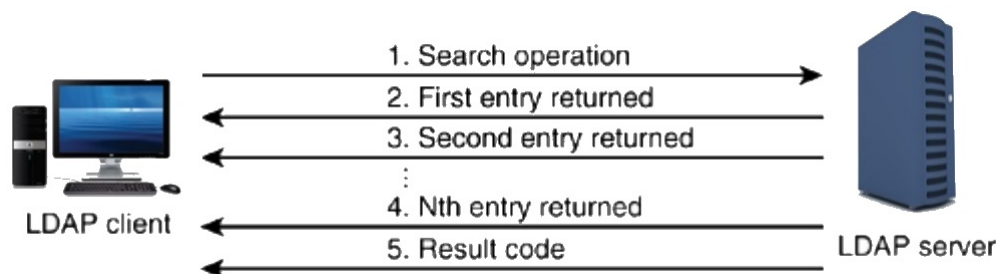 1. Search operation
2. First entry returned
3. Second entry returned
⋮
4. Nth entry returned
5. Result code
LDAP client
LDAP server